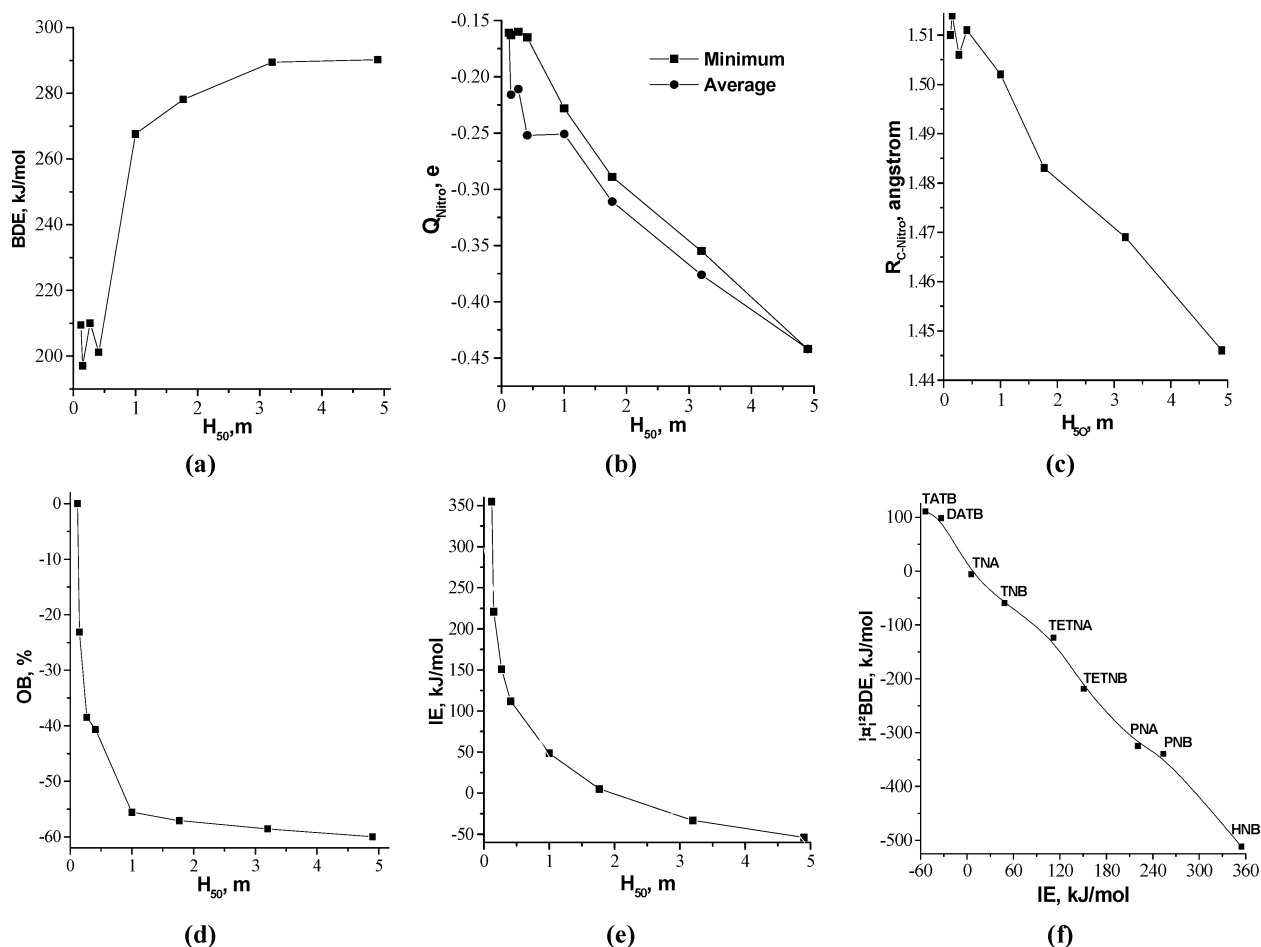 BDE, kJ/mol
300
280
260
240
220
200
0 1 2 3 4 5
H50,m
(a)
QNitro, e
-0.15
-0.20
-0.25
-0.30
-0.35
-0.40
-0.45
Minimum
Average
0 1 2 3 4 5
H50, m
(b)
RC-Nitro, angstrom
1.51
1.50
1.49
1.48
1.47
1.46
1.45
1.44
0 1 2 3 4 5
H5O, m
(c)
OB, %
0
-10
-20
-30
-40
-50
-60
0 1 2 3 4 5
H50, m
(d)
IE, kJ/mol
350
300
250
200
150
100
50
0
-50
0 1 2 3 4 5
H50, m
(e)
¦¤¦²BDE, kJ/mol
100
0
-100
-200
-300
-400
-500
TATB
DATB
TNA
TNB
TETNA
TETNB
PNA
PNB
HNB
-60 0 60 120 180 240 300 360
IE, kJ/mol
(f)